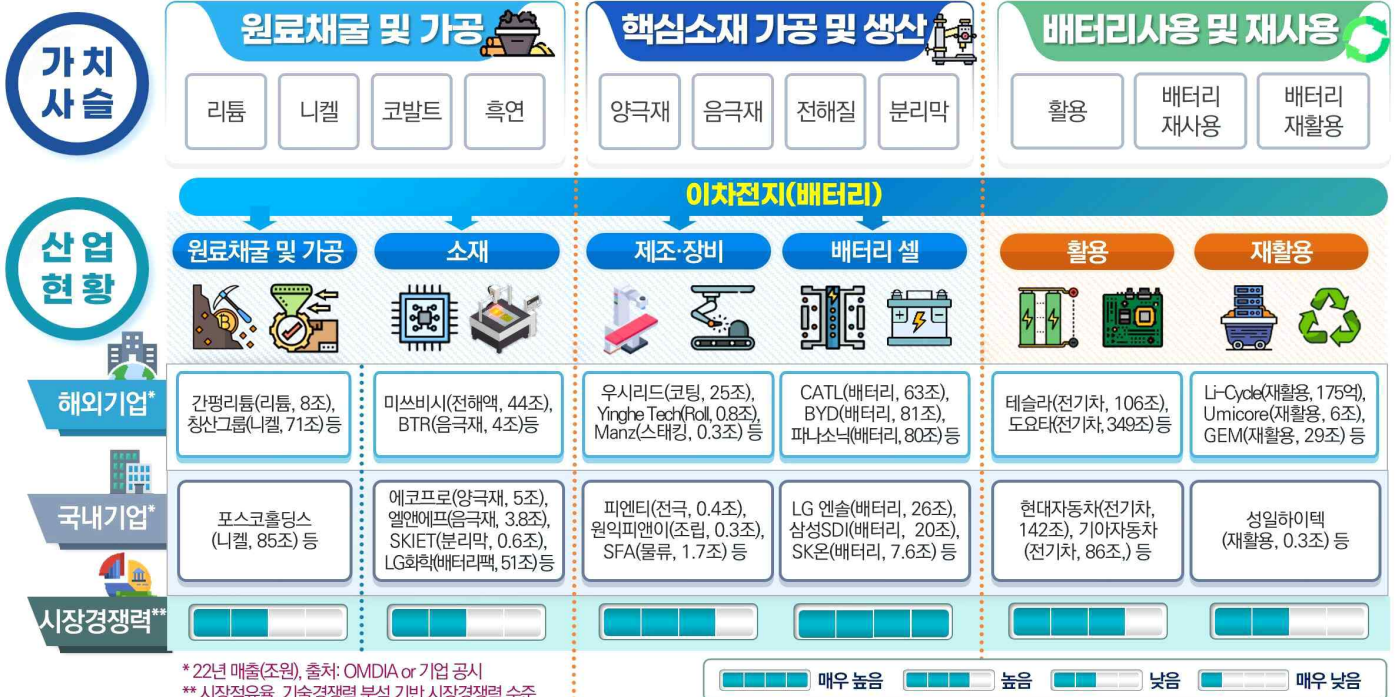 가치
사슬
원료채굴 및 가공
리튬
니켈
코발트
흑연
핵심소재 가공 및 생산
양극재
음극재
전해질
분리막
배터리사용 및 재사용
활용
배터리
재사용
배터리
재활용
이차전지(배터리)
산업
현황
원료채굴 및 가공
소재
제조·장비
배터리 셀
활용
재활용
해외기업*
간펑리튬(리튬, 8조),
칭산그룹(니켈, 71조) 등
미쓰비시(전해액, 44조),
BTR(음극재, 4조)등
우시리드(코팅, 25조),
Yinghe Tech(Roll, 0.8조),
Manz(스태킹, 0.3조) 등
CATL(배터리, 63조),
BYD(배터리, 81조),
파나소닉(배터리, 80조) 등
테슬라(전기차, 106조),
도요타(전기차, 349조) 등
Li-Cycle(재활용, 175억),
Umicore(재활용, 6조),
GEM(재활용, 29조) 등
국내기업*
포스코홀딩스
(니켈, 85조) 등
에코프로(양극재, 5조),
엘앤에프(음극재, 3.8조),
SKIET(분리막, 0.6조),
LG화학(배터리팩, 51조) 등
피엔티(전극, 0.4조),
원익피앤이(조립, 0.3조),
SFA(물류, 1.7조) 등
LG 엔솔(배터리, 26조),
삼성SDI(배터리, 20조),
SK온(배터리, 7.6조) 등
현대자동차(전기차,
142조), 기아자동차
(전기차, 86조,) 등
성일하이텍
(재활용, 0.3조) 등
시장경쟁력**
* 22년 매출(조원), 출처: OMDIA or 기업 공시
** 시장점유율, 기술경쟁력 분석 기반 시장경쟁력 수준
매우 높음
높음
낮음
매우 낮음